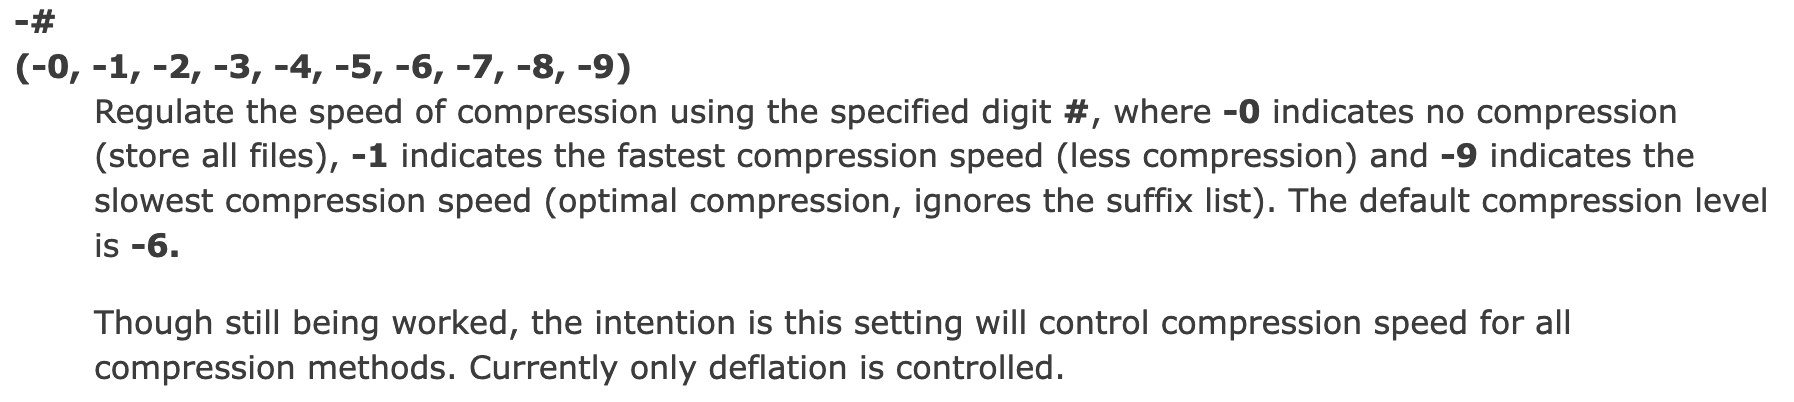 -#
(-0, -1, -2, -3, -4, -5, -6, -7, -8, -9)
Regulate the speed of compression using the specified digit #, where -0 indicates no compression
(store all files), -1 indicates the fastest compression speed (less compression) and -9 indicates the
slowest compression speed (optimal compression, ignores the suffix list). The default compression level
is -6.
Though still being worked, the intention is this setting will control compression speed for all
compression methods. Currently only deflation is controlled.